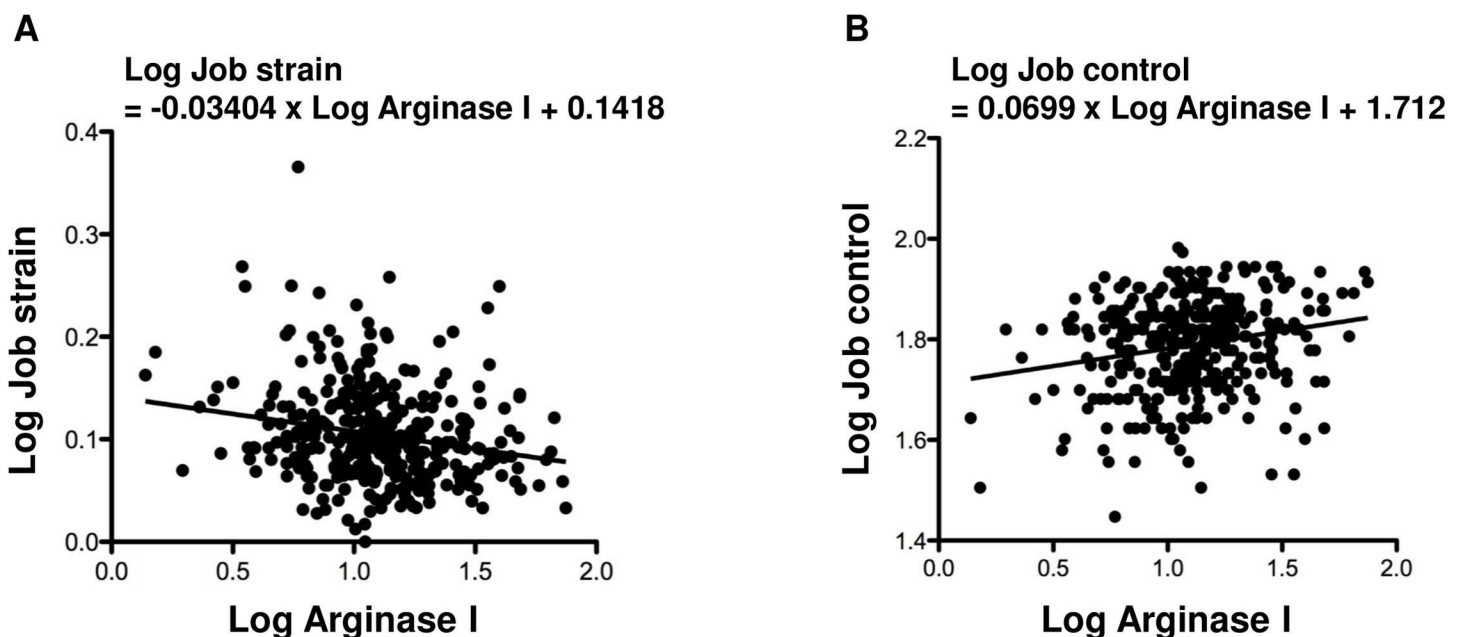 A
Log Job strain
= -0.03404 x Log Arginase I + 0.1418
0.4
0.3
0.2
0.1
0.0
Log Job strain
0.0 0.5 1.0 1.5 2.0
Log Arginase I
B
Log Job control
= 0.0699 x Log Arginase I + 1.712
2.2
2.0
1.8
1.6
1.4
Log Job control
0.0 0.5 1.0 1.5 2.0
Log Arginase I